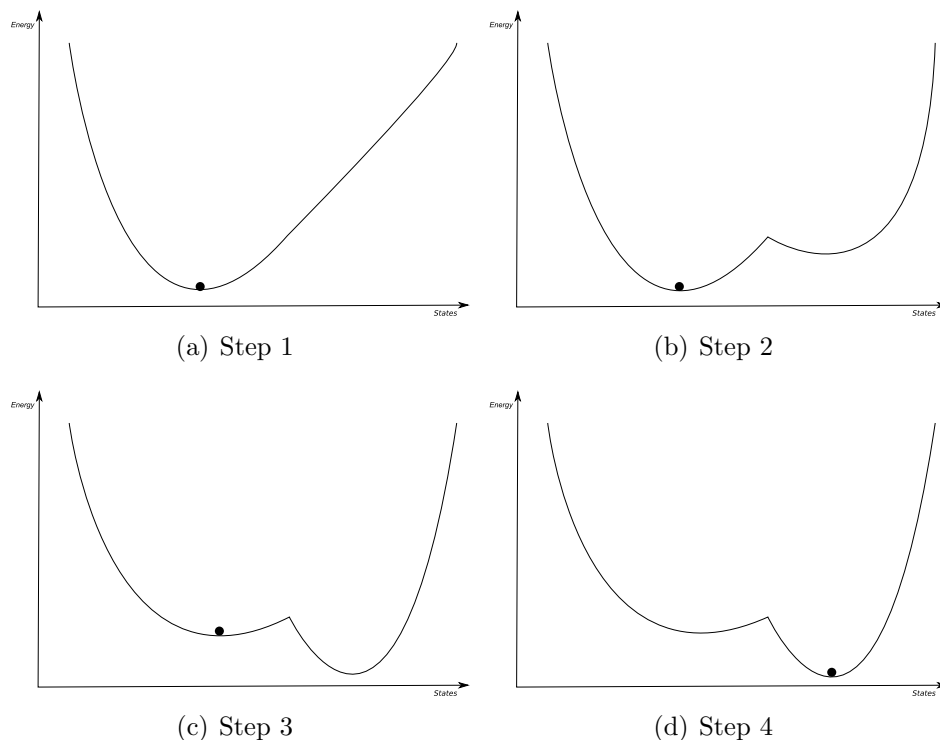 Energy
Energy
States
States
(a) Step 1
(b) Step 2
Energy
Energy
States
States
(c) Step 3
(d) Step 4